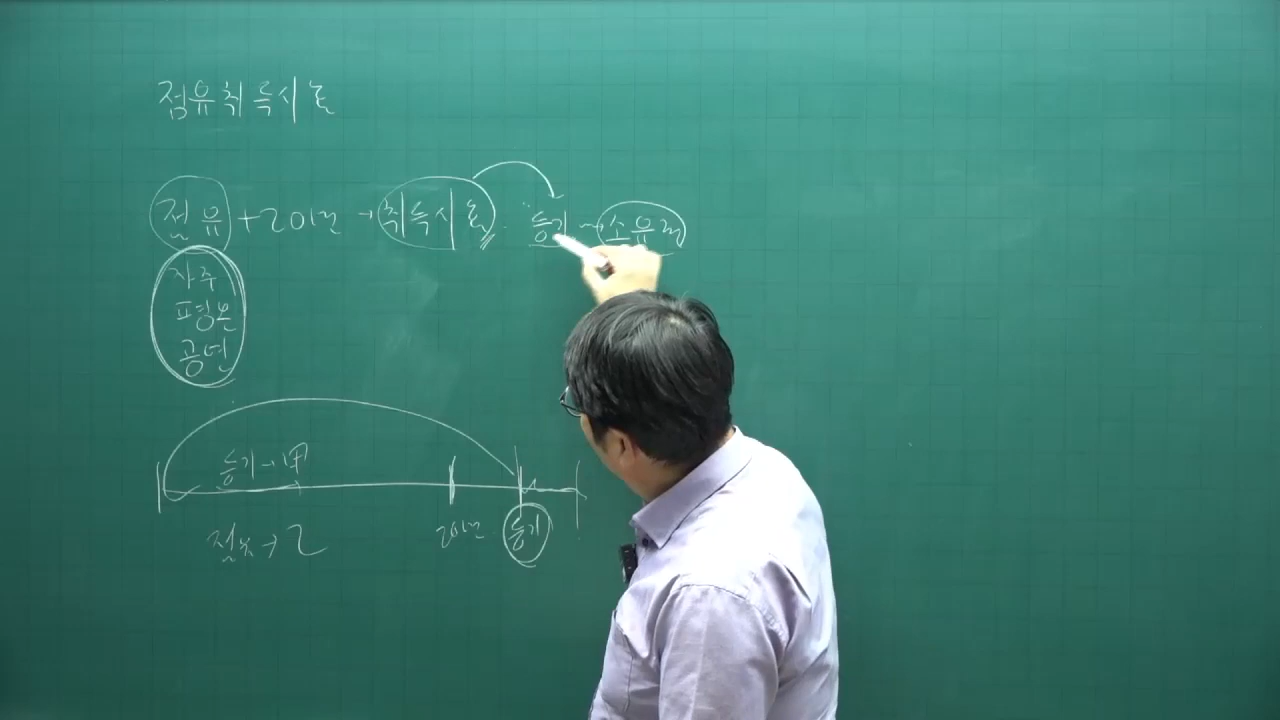 점유취득시효
점유 + 20년 → 취득시효 등기 → 소유권
자주
평온
공연
등기 → 甲
점유 → 乙
20년
등기